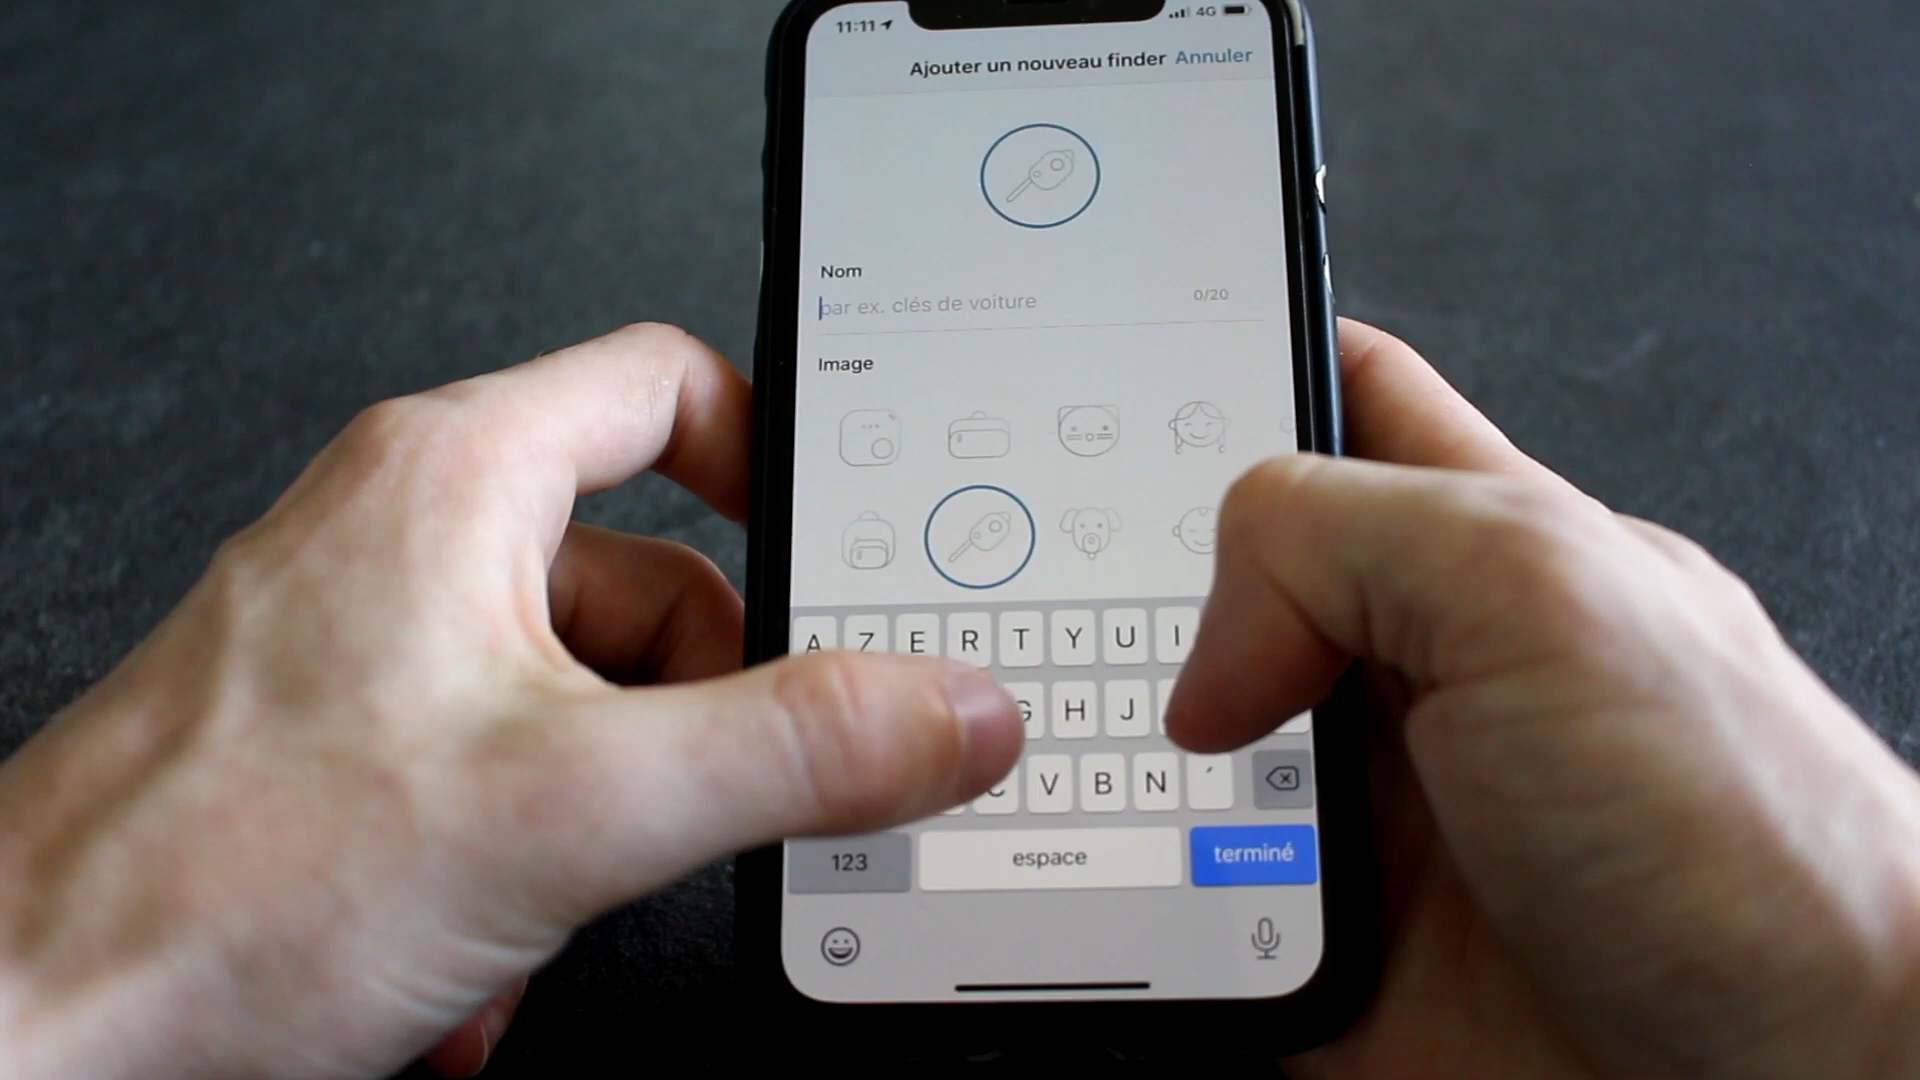 11:11 4G
Ajouter un nouveau finder Annuler
Nom
par ex. clés de voiture 0/20
Image
A Z E R T Y U I
G H J
C V B N ´
123 espace terminé